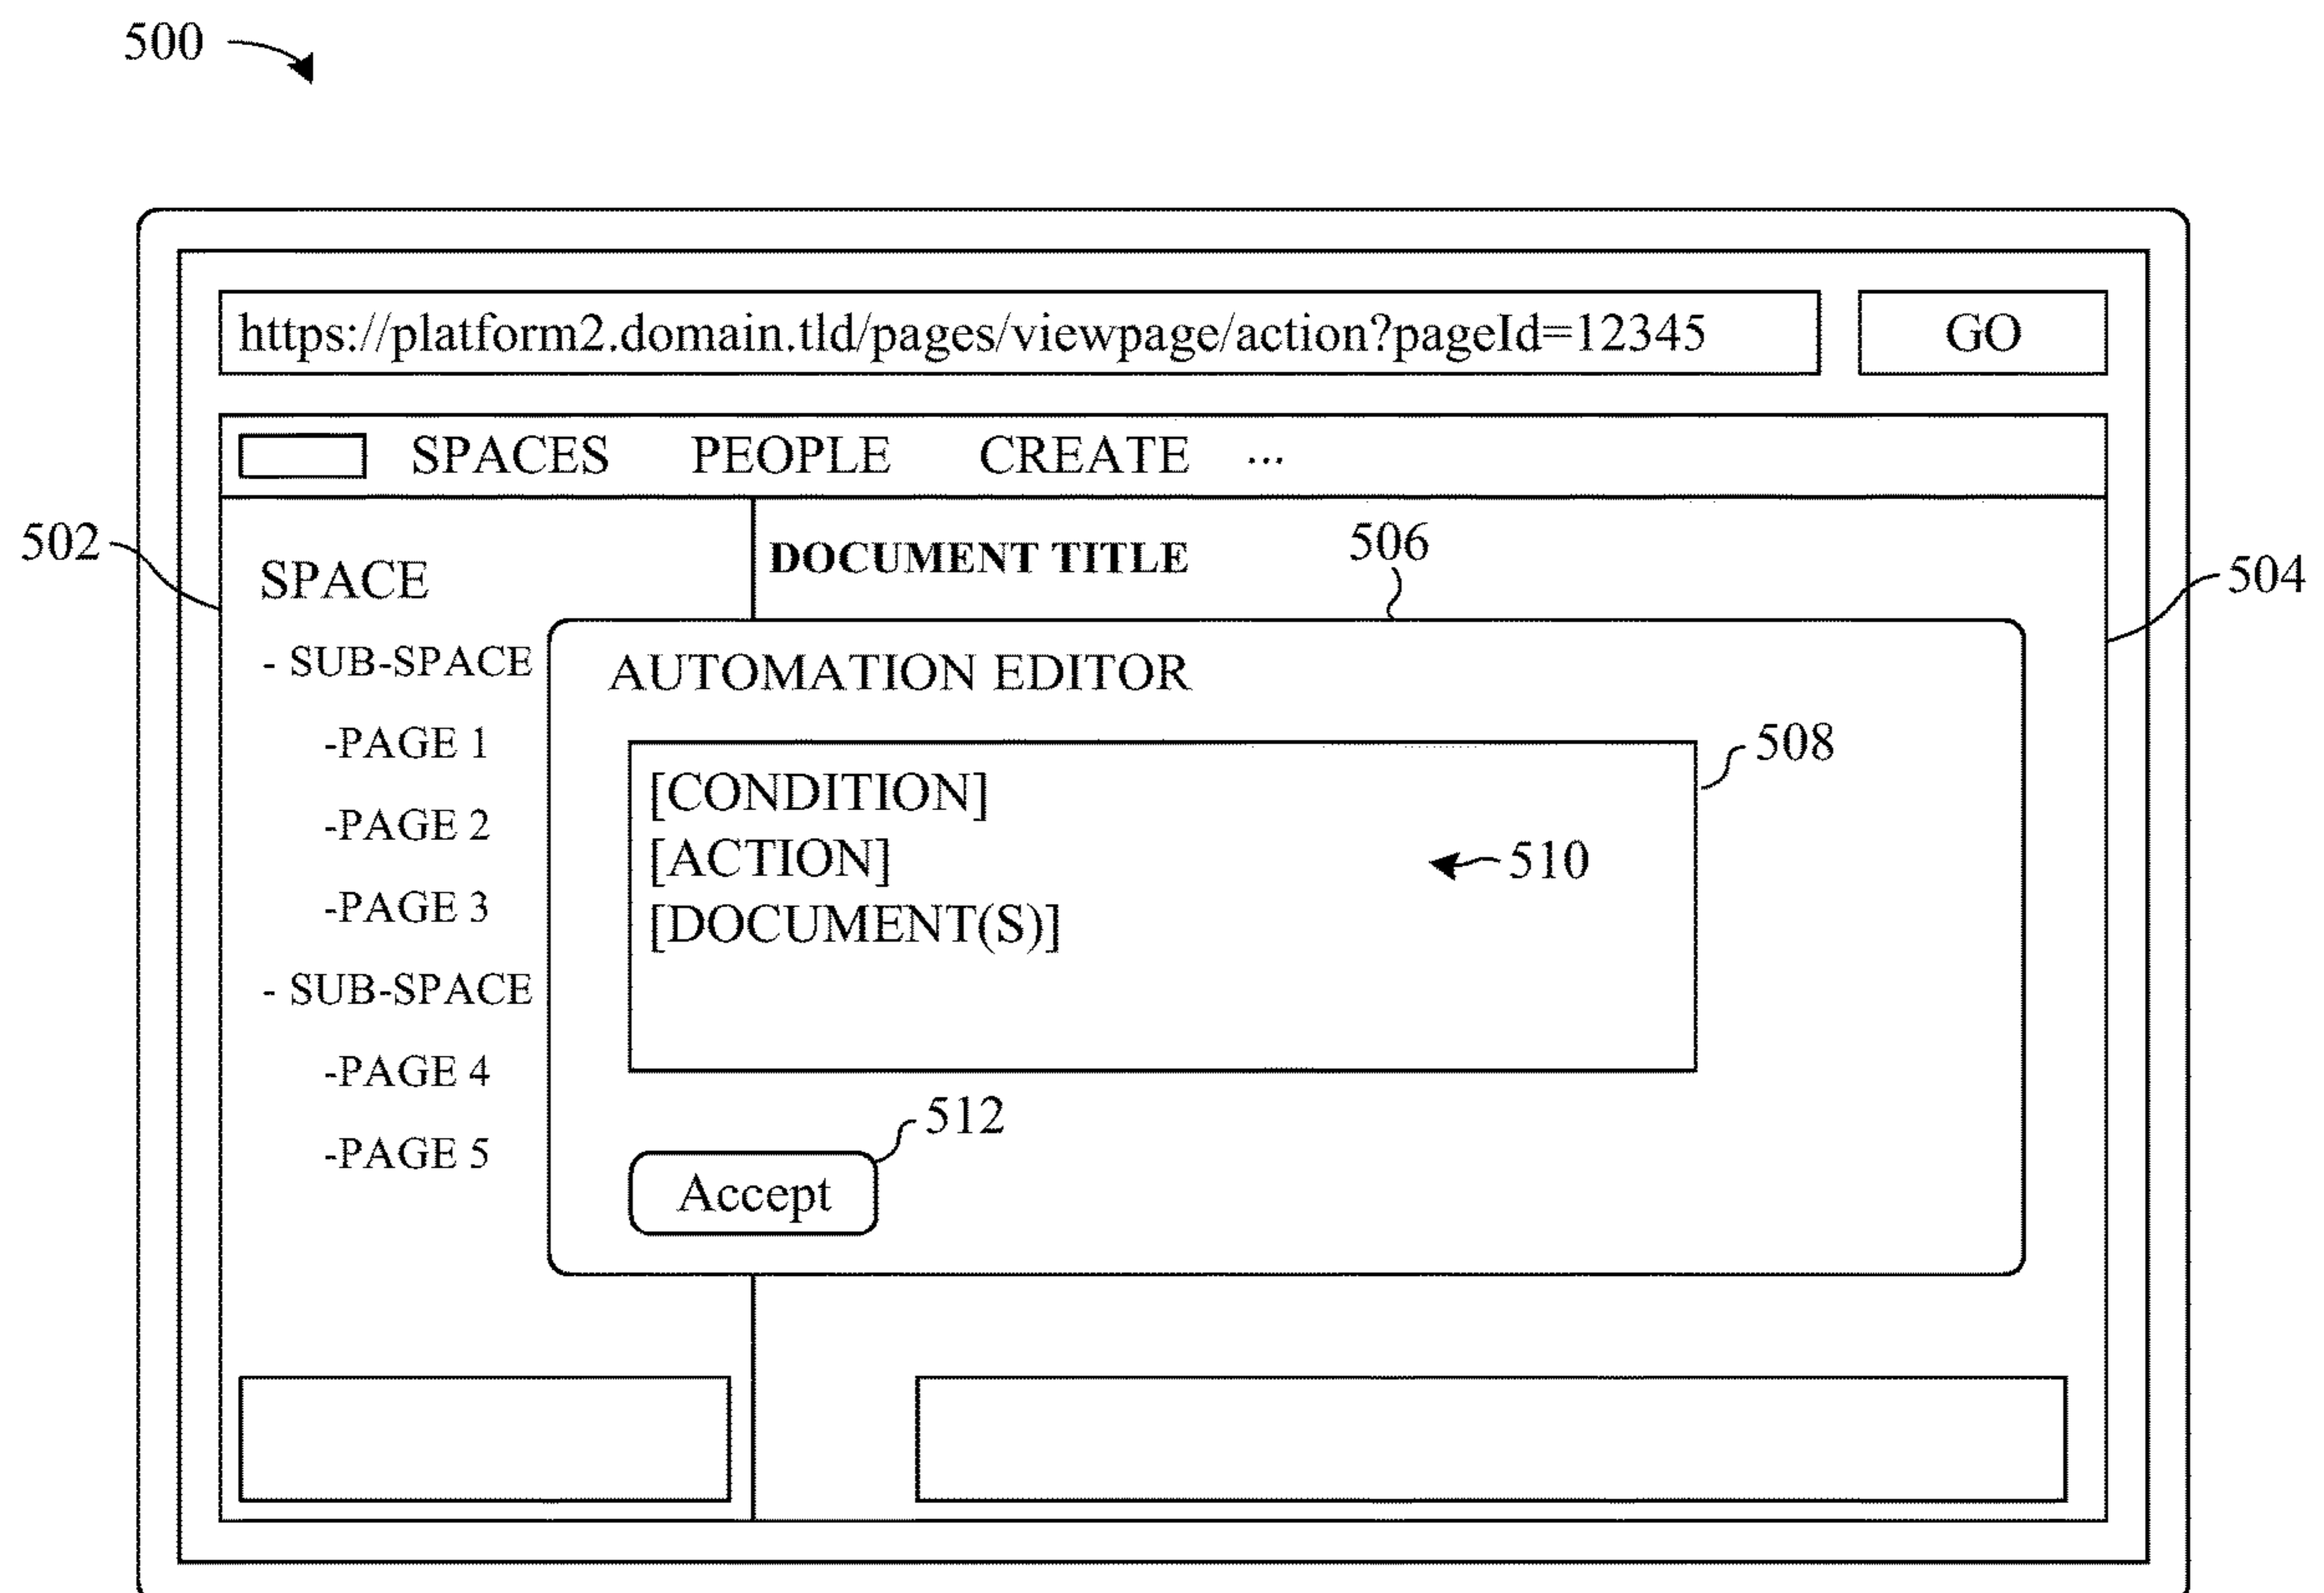 500
https://platform2.domain.tld/pages/viewpage/action?pageId=12345
GO
SPACES PEOPLE CREATE ...
502
SPACE
- SUB-SPACE
-PAGE 1
-PAGE 2
-PAGE 3
- SUB-SPACE
-PAGE 4
-PAGE 5
DOCUMENT TITLE
506
504
AUTOMATION EDITOR
508
[CONDITION]
[ACTION]
510
[DOCUMENT(S)]
512
Accept